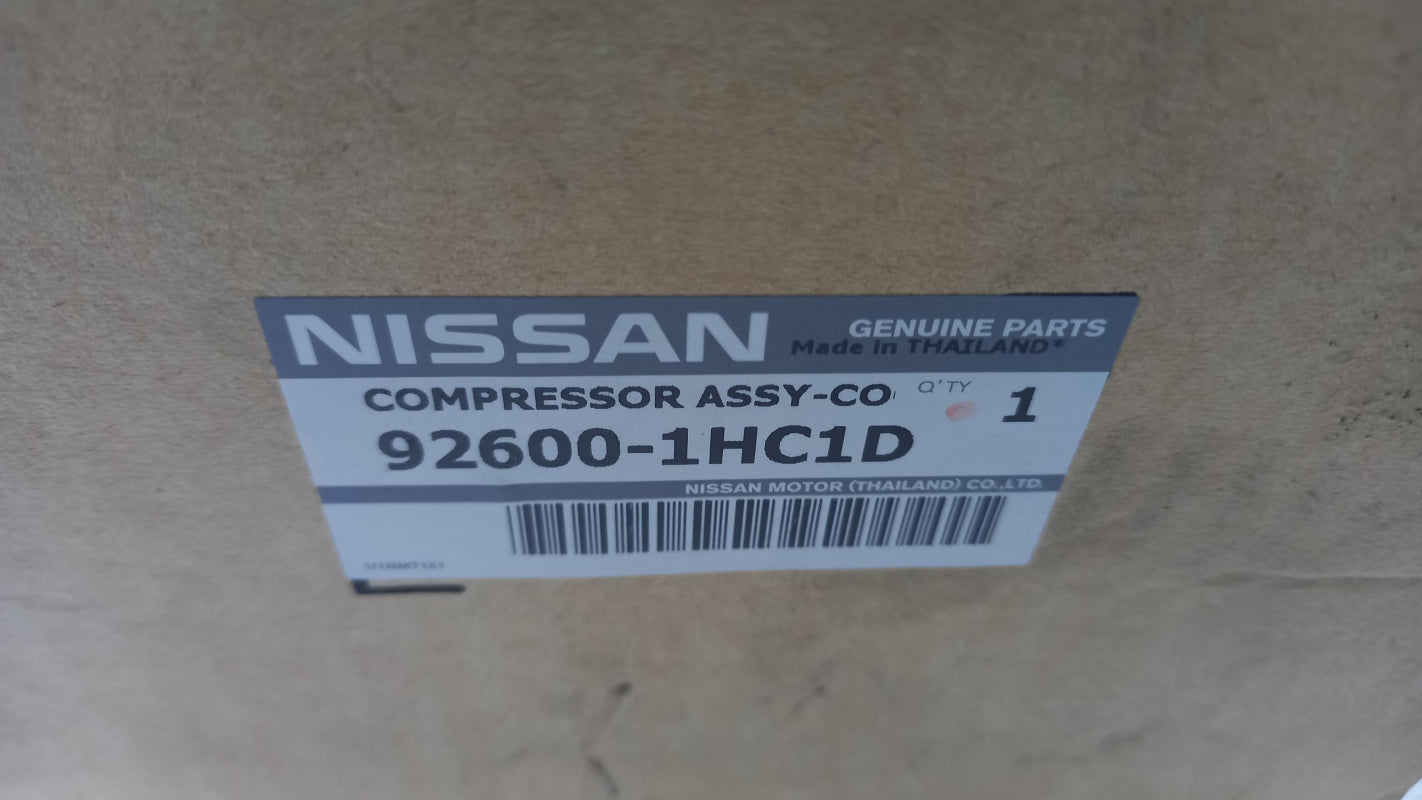 NISSAN GENUINE PARTS
Made in THAILAND*
COMPRESSOR ASSY-CO Q'TY 1
92600-1HC1D
NISSAN MOTOR (THAILAND) CO.,LTD.